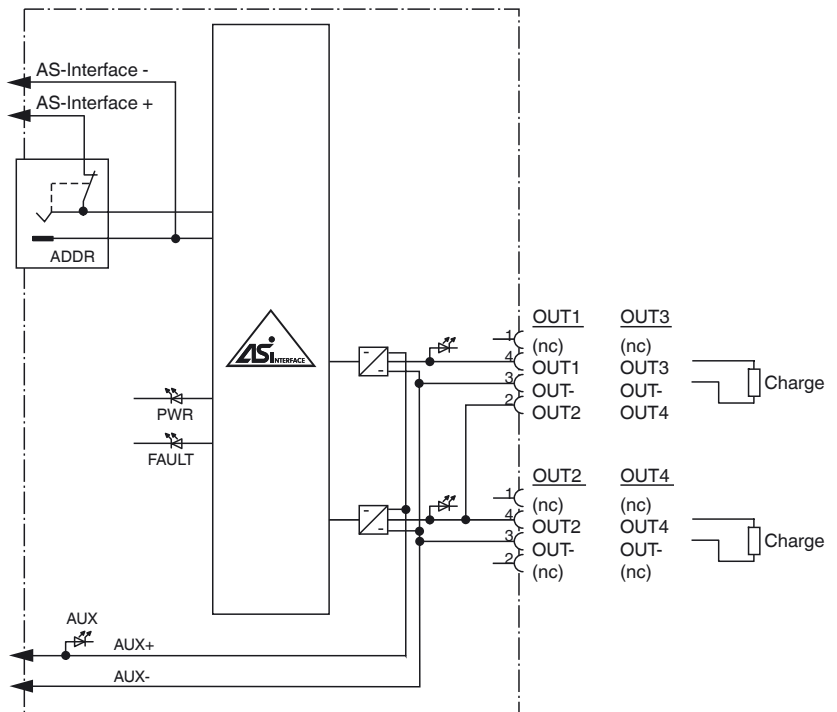 AS-Interface -
AS-Interface +
ADDR
ASi INTERFACE
PWR
FAULT
OUT1 OUT3
1 (nc) (nc)
4 OUT1 OUT3
3 OUT- OUT-
2 OUT2 OUT4
Charge
OUT2 OUT4
1 (nc) (nc)
4 OUT2 OUT4
3 OUT- OUT-
2 (nc) (nc)
Charge
AUX
AUX+
AUX-